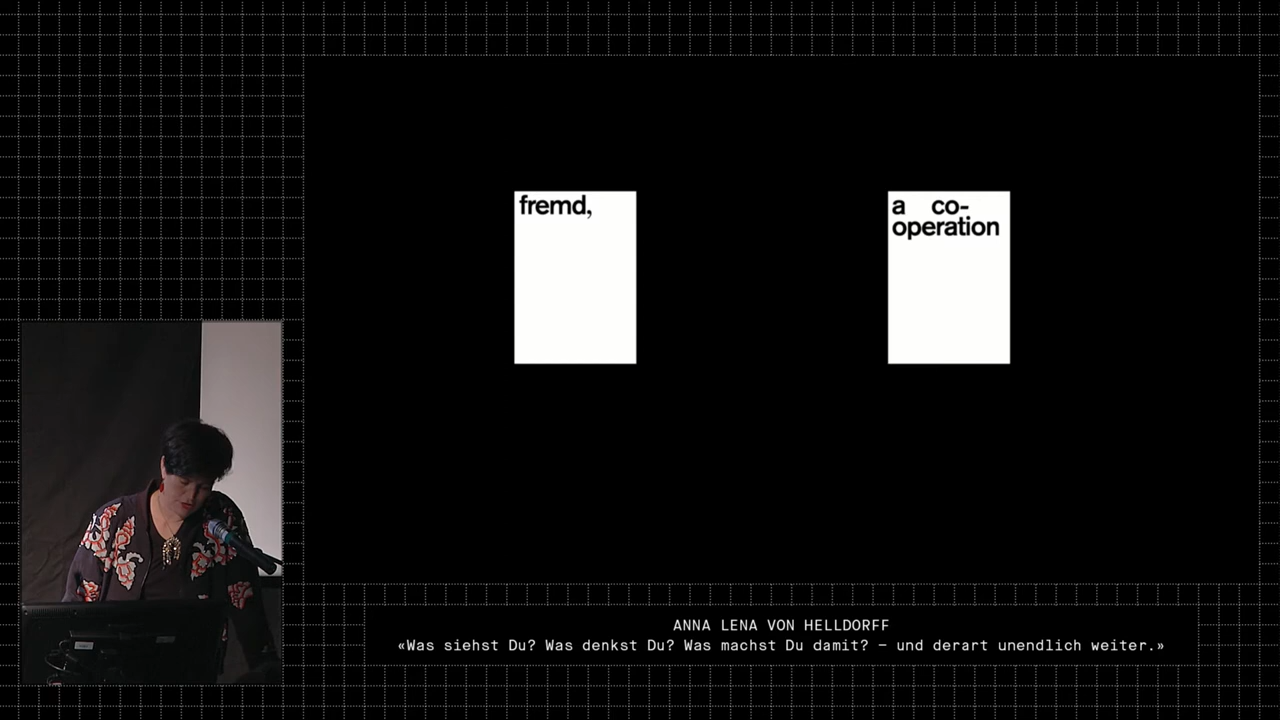 fremd,
a co-
operation
ANNA LENA VON HELLDORFF
«Was siehst Du? Was denkst Du? Was machst Du damit? – und derart unendlich weiter.»